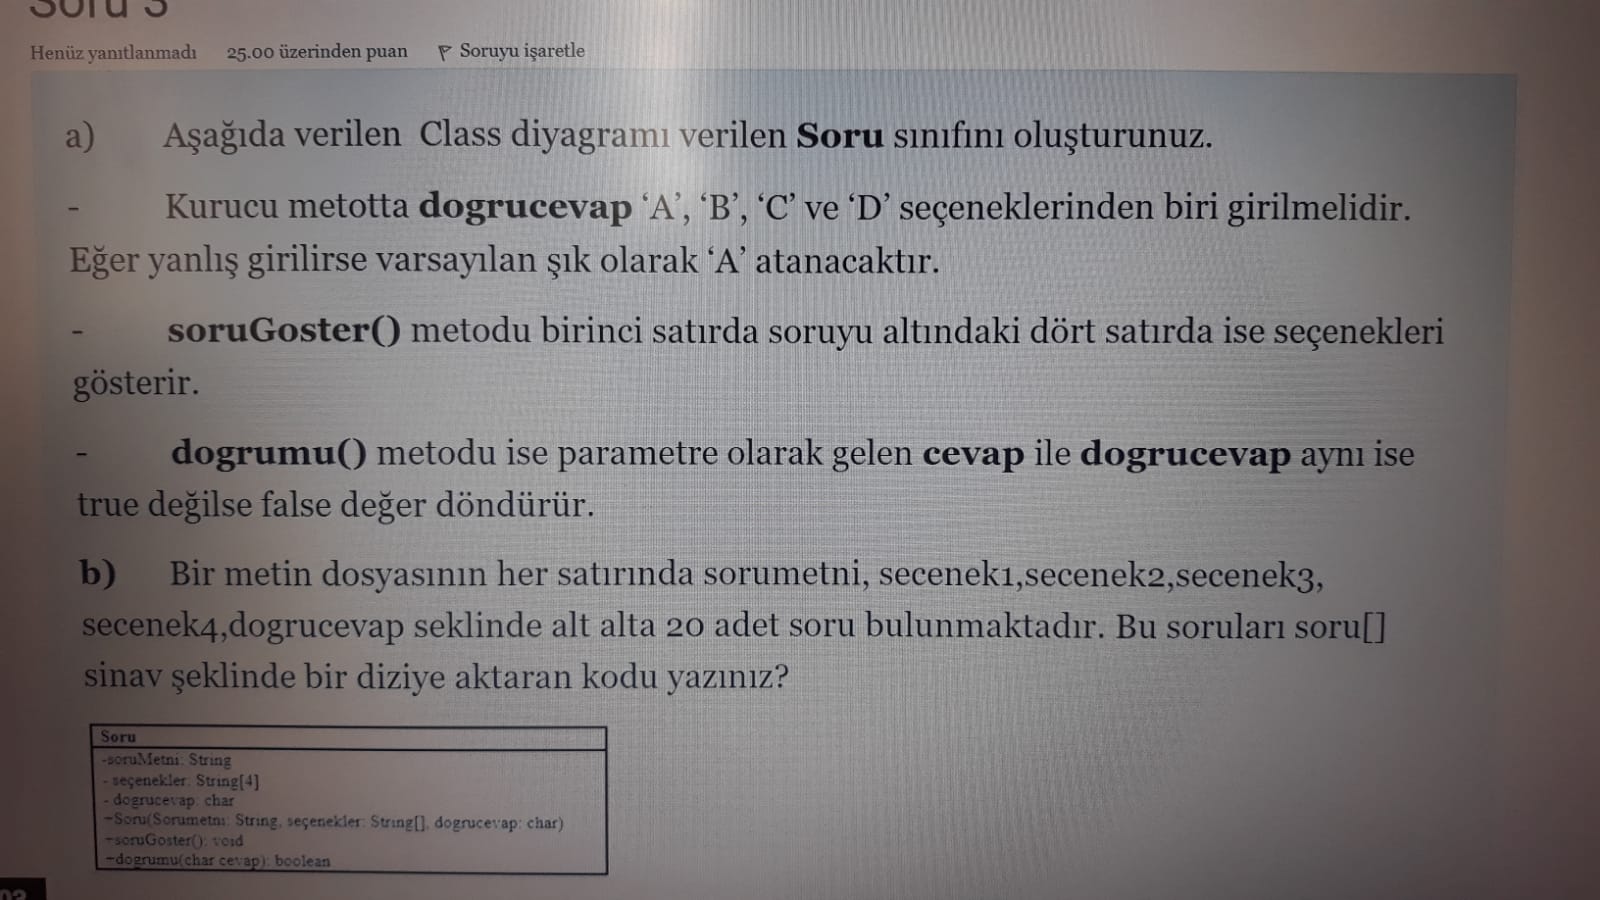 Soru 3
Henüz yanıtlanmadı 25.00 üzerinden puan Soruyu işaretle
a) Aşağıda verilen Class diyagramı verilen Soru sınıfını oluşturunuz.
- Kurucu metotta dogrucevap ‘A’, ‘B’, ‘C’ ve ‘D’ seçeneklerinden biri girilmelidir.
Eğer yanlış girilirse varsayılan şık olarak ‘A’ atanacaktır.
- soruGoster() metodu birinci satırda soruyu altındaki dört satırda ise seçenekleri
gösterir.
- dogrumu() metodu ise parametre olarak gelen cevap ile dogrucevap aynı ise
true değilse false değer döndürür.
b) Bir metin dosyasının her satırında sorumetni, secenek1,secenek2,secenek3,
secenek4,dogrucevap seklinde alt alta 20 adet soru bulunmaktadır. Bu soruları soru[]
sinav şeklinde bir diziye aktaran kodu yazınız?
Soru
-soruMetni: String
- seçenekler: String[4]
- dogrucevap: char
+Soru(Sorumetni: String, seçenekler: String[], dogrucevap: char)
+soruGoster(): void
+dogrumu(char cevap): boolean